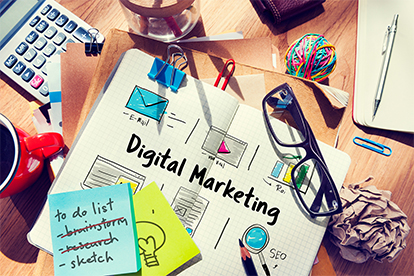 E-Mail
Digital Marketing
SEO
to do list
- brainstorm
- research
- sketch